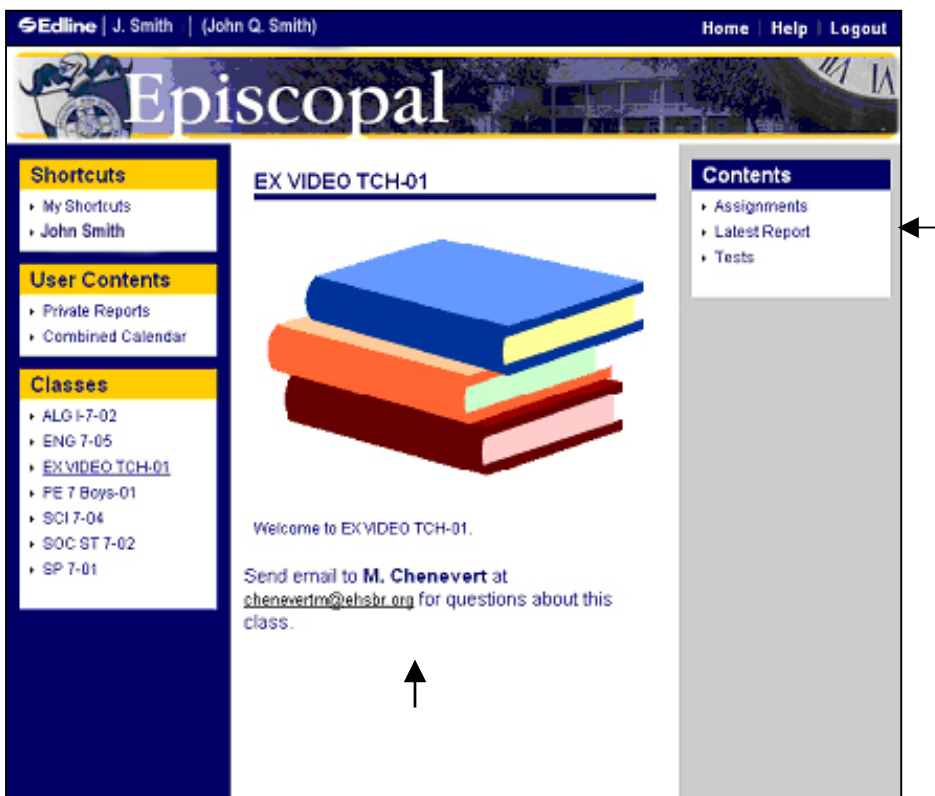 Edline | J. Smith | (John Q. Smith)
Home | Help | Logout
Episcopal
VI
Shortcuts
My Shortcuts
John Smith
User Contents
Private Reports
Combined Calendar
Classes
ALG I-7-02
ENG 7-05
EX VIDEO TCH-01
PE 7 Boys-01
SCI 7-04
SOC ST 7-02
SP 7-01
EX VIDEO TCH-01
Welcome to EX VIDEO TCH-01.
Send email to M. Chenevert at
chenevertm@ehsbr.org for questions about this
class.
Contents
Assignments
Latest Report
Tests